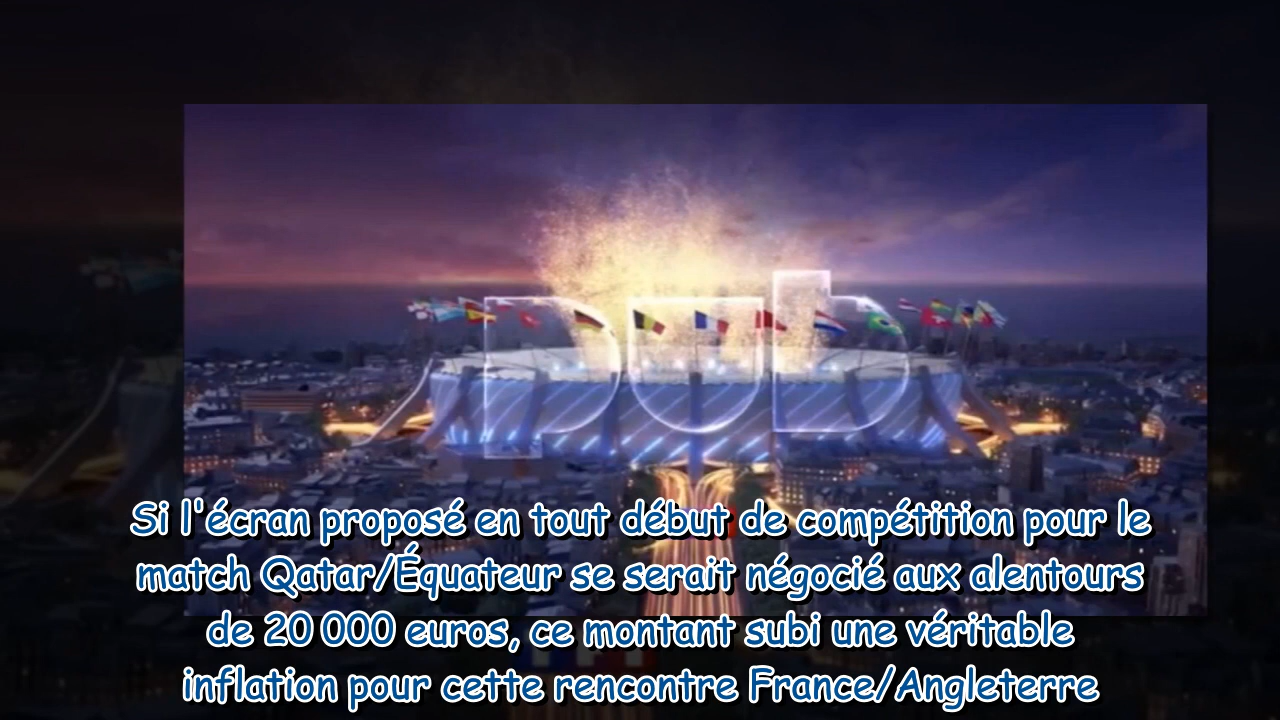 pub
Si l'écran proposé en tout début de compétition pour le
match Qatar/Équateur se serait négocié aux alentours
de 20 000 euros, ce montant subi une véritable
inflation pour cette rencontre France/Angleterre